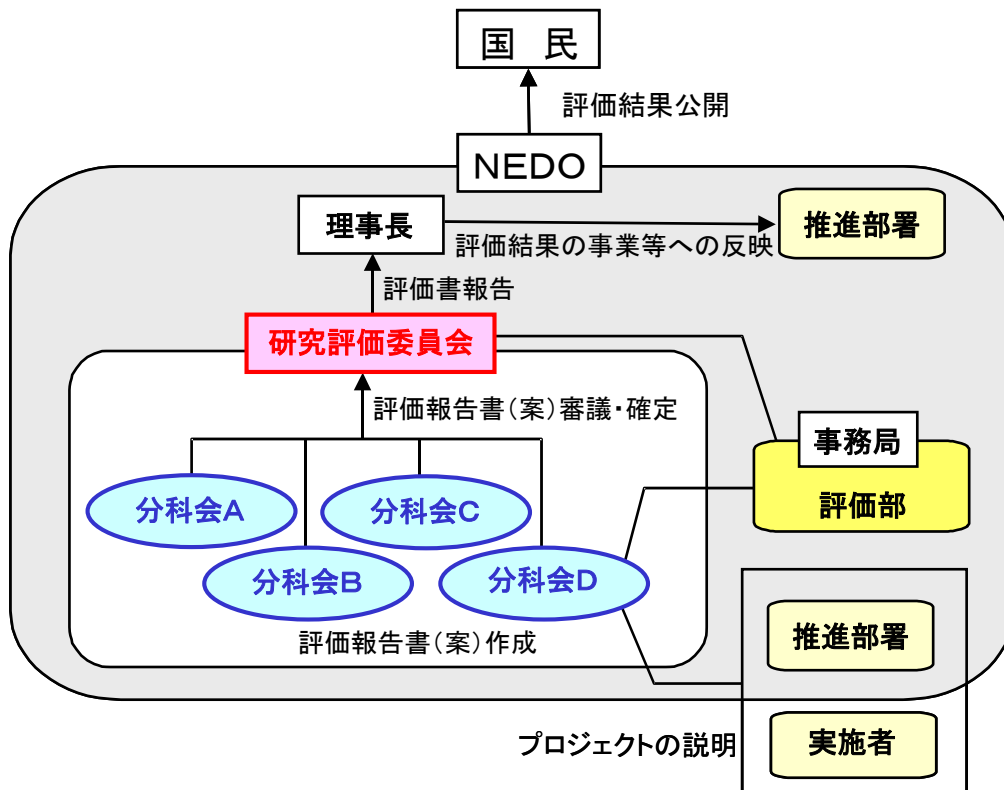 国　民
評価結果公開
NEDO
理事長
推進部署
評価結果の事業等への反映
評価書報告
研究評価委員会
評価報告書（案）審議・確定
事務局
評価部
分科会A
分科会C
分科会B
分科会D
評価報告書（案）作成
推進部署
プロジェクトの説明
実施者